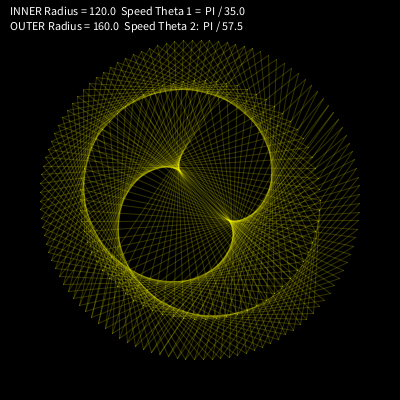 INNER Radius = 120.0  Speed Theta 1 =  PI / 35.0
OUTER Radius = 160.0  Speed Theta 2:  PI / 57.5